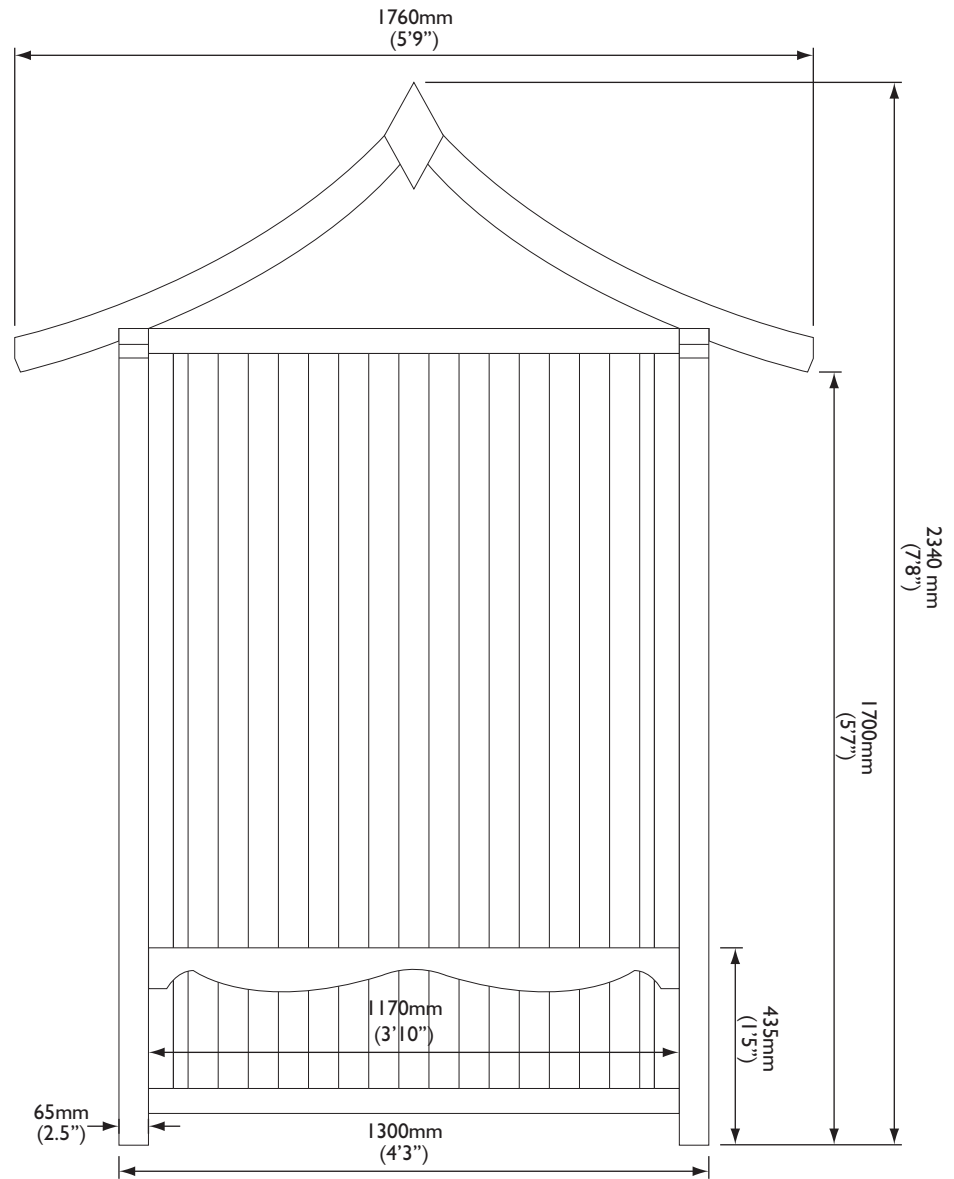 1760mm
(5’9”)
2340 mm
(7’8”)
1700mm
(5’7”)
1170mm
(3’10”)
435mm
(1’5”)
65mm
(2.5”)
1300mm
(4’3”)